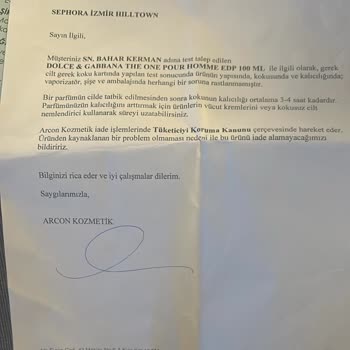 SEPHORA İZMİR HILLTOWN
Sayın İlgili,
Müşteriniz SN. BAHAR KERMAN adına test talep edilen
DOLCE & GABBANA THE ONE POUR HOMME EDP 100 ML ile ilgili olarak, gerek
cilt gerek koku kartında yapılan test sonucunda ürünün yapısında, kokusunda ve kalıcılığında;
vaporizatör, şişe ve ambalajında herhangi bir soruna rastlanmamıştır.
Bir parfümün cilde tatbik edilmesinden sonra kokunun kalıcılığı ortalama 3-4 saat kadardır.
Parfümünüzün kalıcılığını arttırmak için ürünlerin vücut kremlerini veya kokusuz cilt
nemlendirici kullanarak süreyi uzatabilirsiniz.
Arcon Kozmetik iade işlemlerinde Tüketiciyi Koruma Kanunu çerçevesinde hareket eder.
Üründen kaynaklanan bir problem olmaması nedeni ile bu ürünü iade alamayacağımızı
bildiririz.
Bilginizi rica eder ve iyi çalışmalar dilerim.
Saygılarımızla,
ARCON KOZMETİK